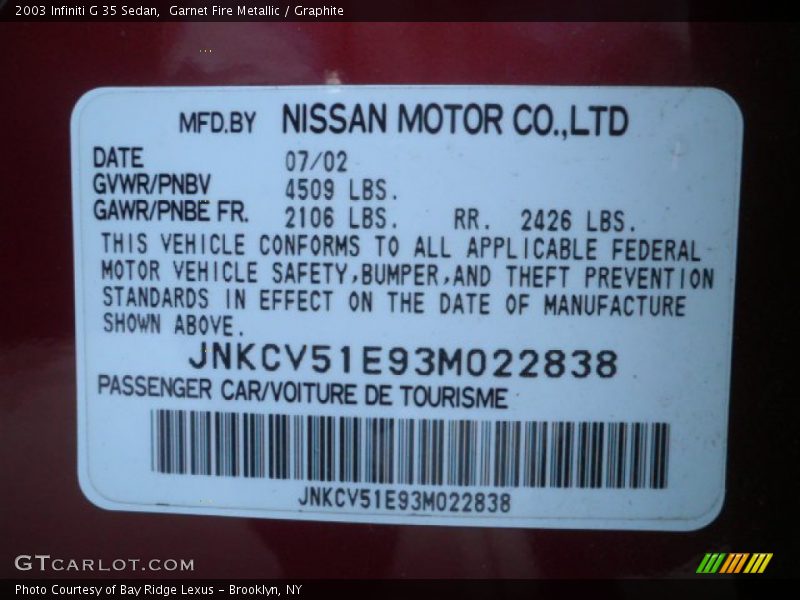 2003 Infiniti G 35 Sedan,  Garnet Fire Metallic / Graphite
MFD.BY NISSAN MOTOR CO.,LTD
DATE 07/02
GVWR/PNBV 4509 LBS.
GAWR/PNBE FR. 2106 LBS. RR. 2426 LBS.
THIS VEHICLE CONFORMS TO ALL APPLICABLE FEDERAL
MOTOR VEHICLE SAFETY,BUMPER,AND THEFT PREVENTION
STANDARDS IN EFFECT ON THE DATE OF MANUFACTURE
SHOWN ABOVE.
JNKCV51E93M022838
PASSENGER CAR/VOITURE DE TOURISME
JNKCV51E93M022838
GTCARLOT.COM
Photo Courtesy of Bay Ridge Lexus - Brooklyn, NY